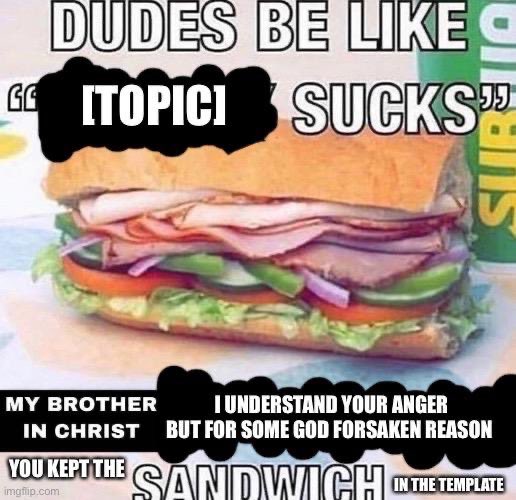 DUDES BE LIKE
“[TOPIC] SUCKS”
SUB
MY BROTHER
IN CHRIST
I UNDERSTAND YOUR ANGER
BUT FOR SOME GOD FORSAKEN REASON
YOU KEPT THE
SANDWICH
IN THE TEMPLATE
imgflip.com